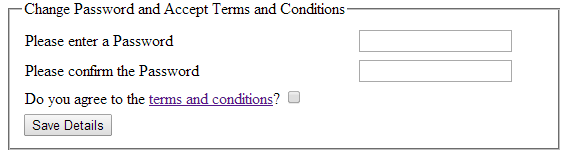 Change Password and Accept Terms and Conditions
Please enter a Password
Please confirm the Password
Do you agree to the terms and conditions?
Save Details